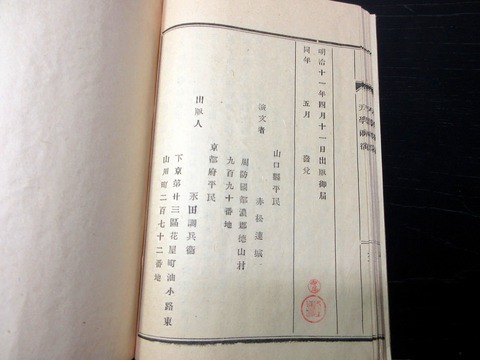 明治十一年四月十一日出版御屆
同年 五月 發兌
演文者
山口縣平民
赤松連城
周防國都濃郡德山村
九百九十番地
出版人
京都府平民
永田調兵衞
下京第廿三區花屋町油小路東
山川町二百七十二番地